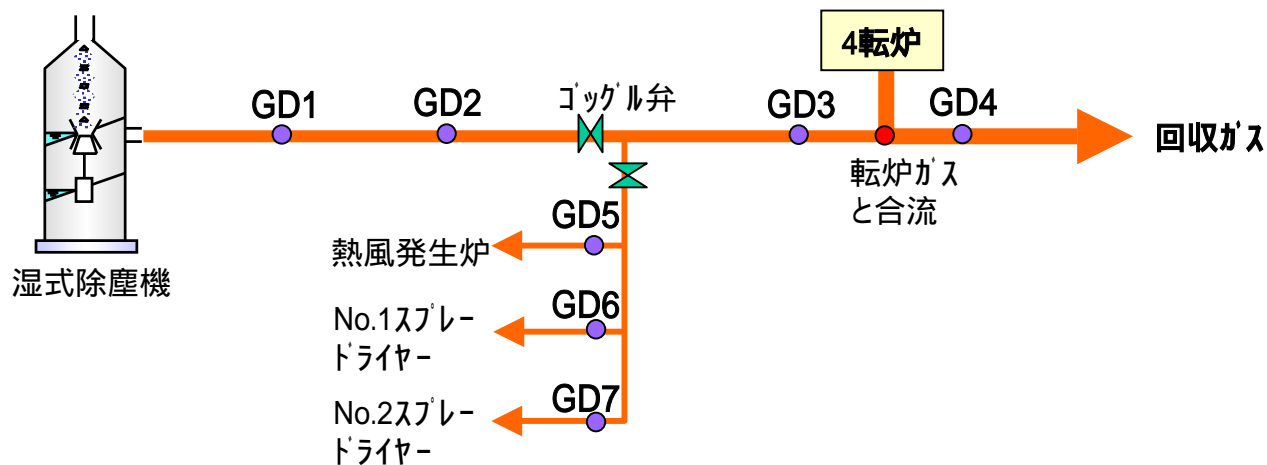 4転炉
GD1
GD2
ｺﾞｯｸﾞﾙ弁
GD3
GD4
回収ｶﾞｽ
転炉ｶﾞｽ
と合流
GD5
熱風発生炉
湿式除塵機
GD6
No.1ｽﾌﾟﾚｰ
ﾄﾞﾗｲﾔｰ
GD7
No.2ｽﾌﾟﾚｰ
ﾄﾞﾗｲﾔｰ